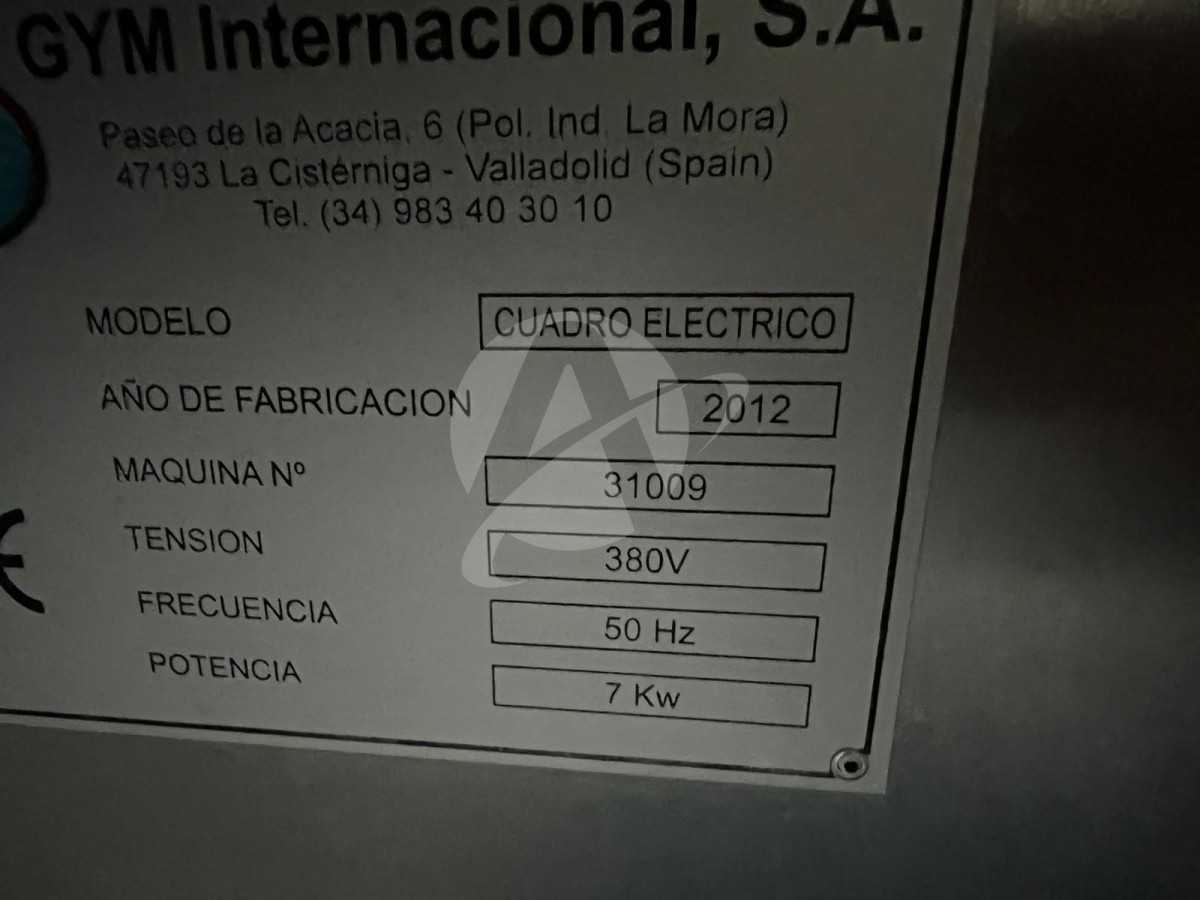 GYM Internacional, S.A.
Paseo de la Acacia, 6 (Pol. Ind. La Mora)
47193 La Cistérniga - Valladolid (Spain)
Tel. (34) 983 40 30 10
MODELO CUADRO ELECTRICO
AÑO DE FABRICACION 2012
MAQUINA Nº 31009
TENSION 380V
FRECUENCIA 50 Hz
POTENCIA 7 Kw